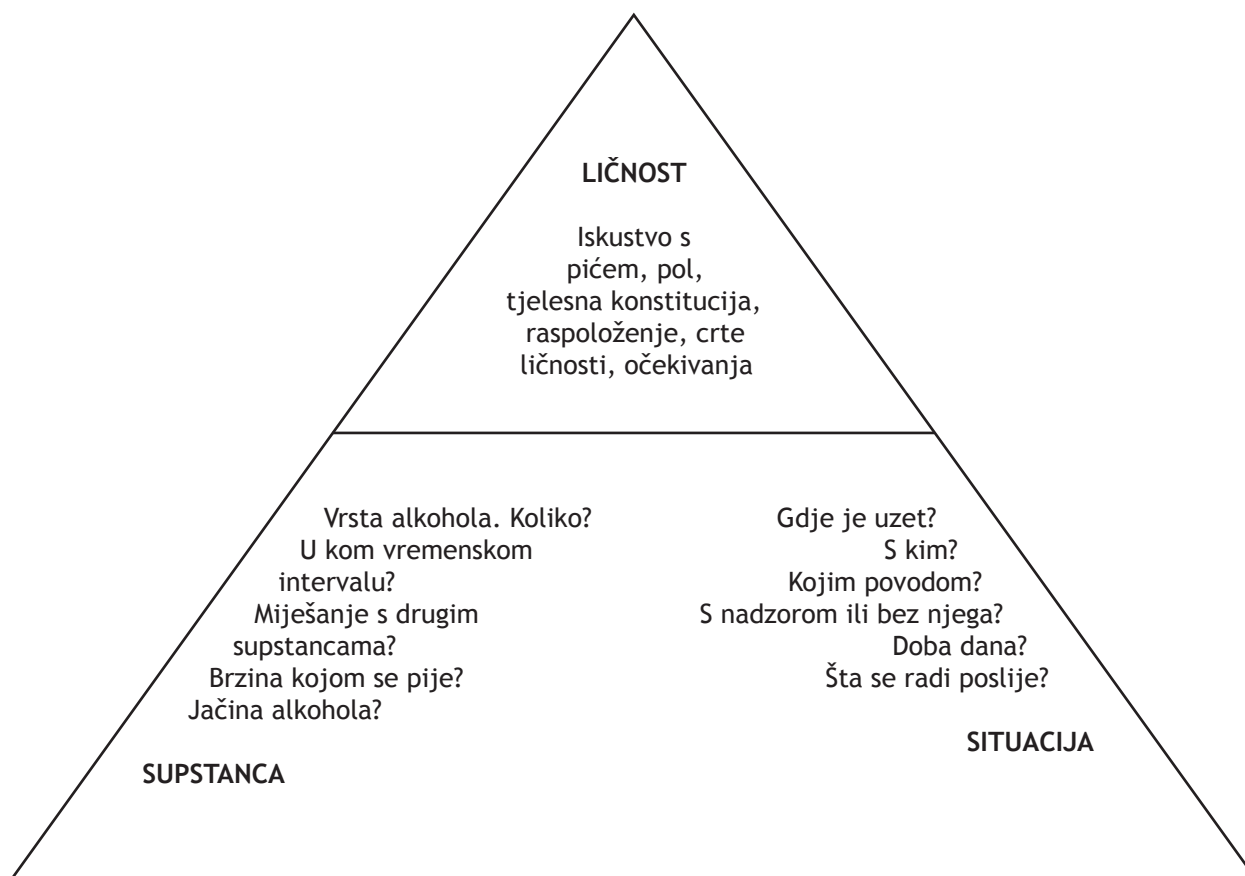 LIČNOST
Iskustvo s
pićem, pol,
tjelesna konstitucija,
raspoloženje, crte
ličnosti, očekivanja
Vrsta alkohola. Koliko?
U kom vremenskom
intervalu?
Miješanje s drugim
supstancama?
Brzina kojom se pije?
Jačina alkohola?
SUPSTANCA
Gdje je uzet?
S kim?
Kojim povodom?
S nadzorom ili bez njega?
Doba dana?
Šta se radi poslije?
SITUACIJA